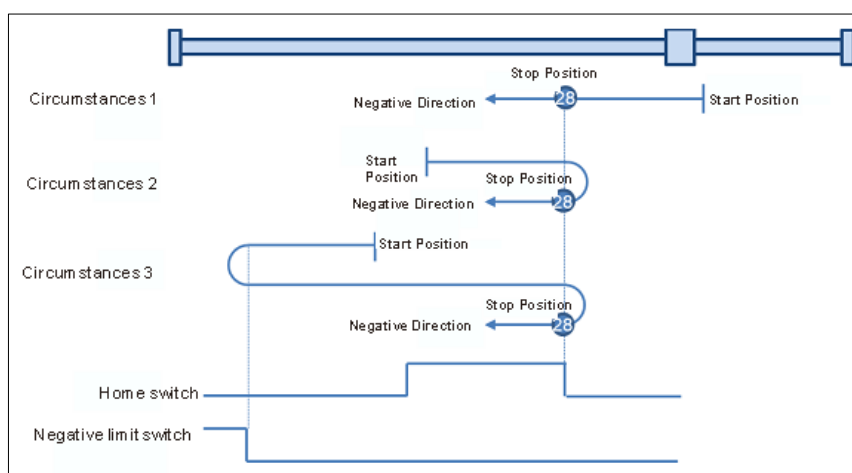 Stop Position
Circumstances 1
Negative Direction
28
Start Position
Start
Position
Circumstances 2
Stop Position
Negative Direction
28
Start Position
Circumstances 3
Stop Position
Negative Direction
28
Home switch
Negative limit switch